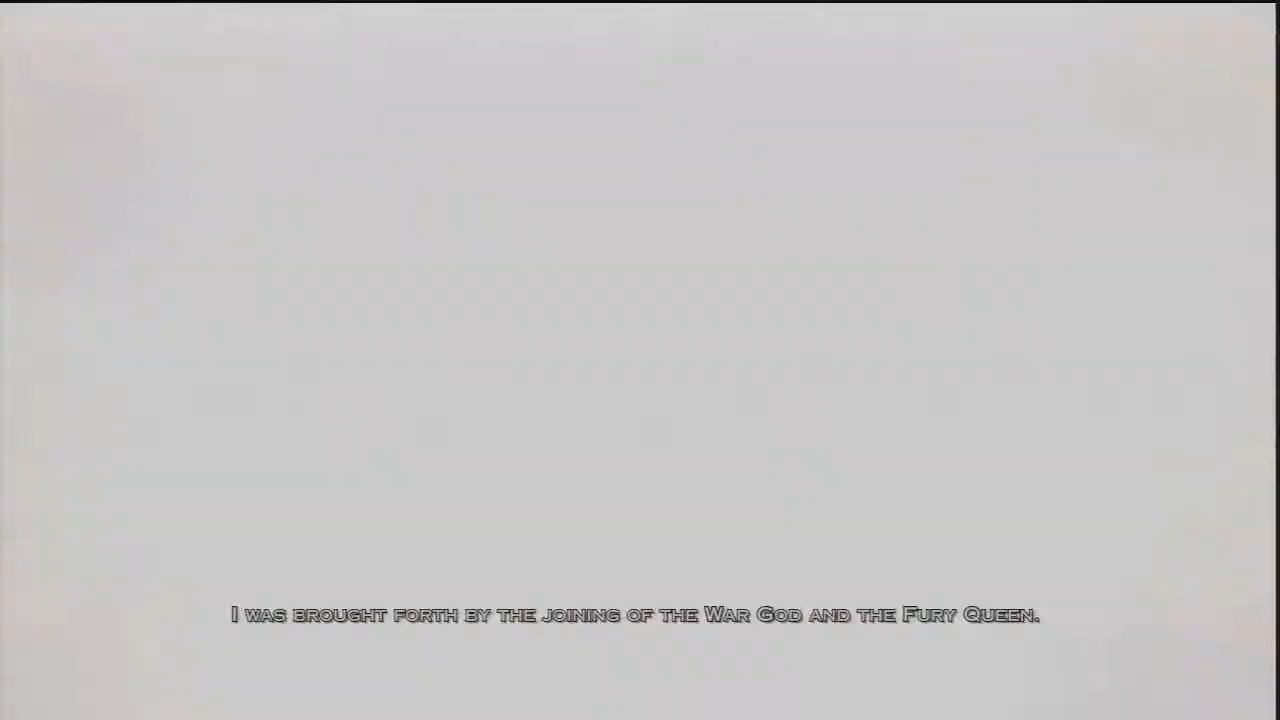 I was brought forth by the joining of the War God and the Fury Queen.